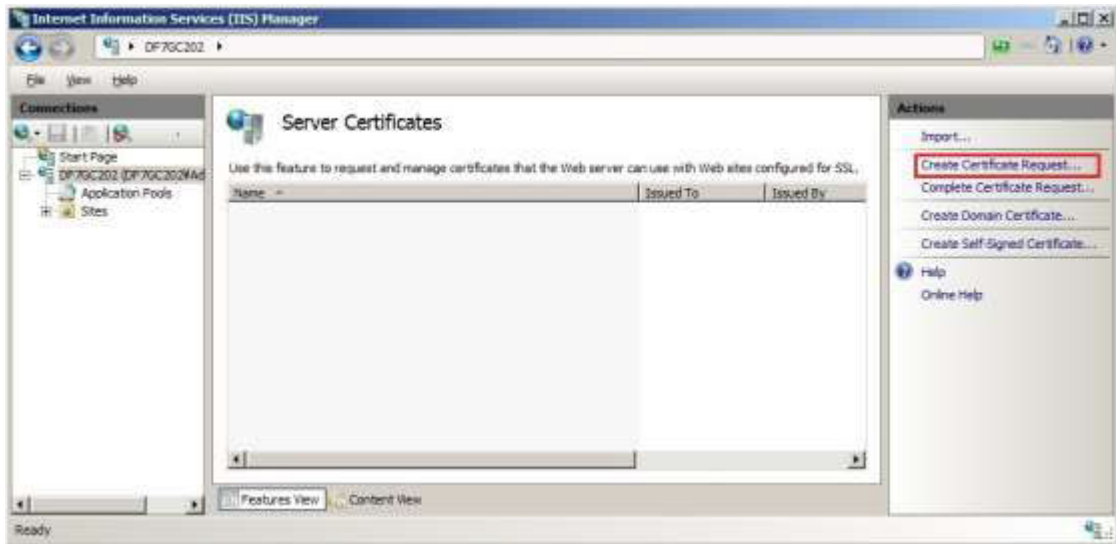 Internet Information Services (IIS) Manager
DF7GC202
File View Help
Connections
Start Page
DF7GC202 (DF7GC202\Ad
Application Pools
Sites
Server Certificates
Use this feature to request and manage certificates that the Web server can use with Web sites configured for SSL.
Name Issued To Issued By
Features View Content View
Actions
Import...
Create Certificate Request...
Complete Certificate Request...
Create Domain Certificate...
Create Self-Signed Certificate...
Help
Online Help
Ready